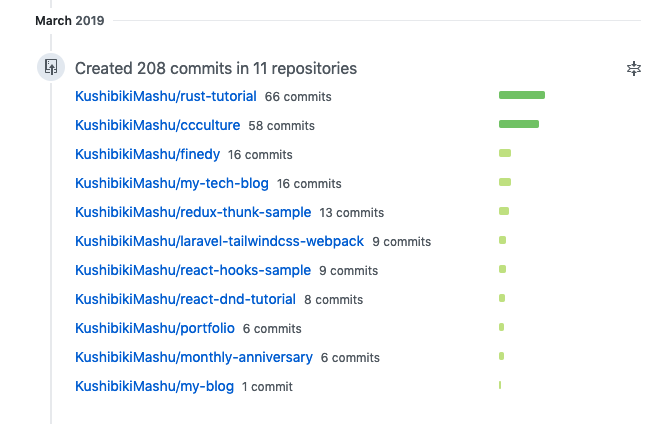 March 2019
Created 208 commits in 11 repositories
KushibikiMashu/rust-tutorial 66 commits
KushibikiMashu/ccculture 58 commits
KushibikiMashu/finedy 16 commits
KushibikiMashu/my-tech-blog 16 commits
KushibikiMashu/redux-thunk-sample 13 commits
KushibikiMashu/laravel-tailwindcss-webpack 9 commits
KushibikiMashu/react-hooks-sample 9 commits
KushibikiMashu/react-dnd-tutorial 8 commits
KushibikiMashu/portfolio 6 commits
KushibikiMashu/monthly-anniversary 6 commits
KushibikiMashu/my-blog 1 commit